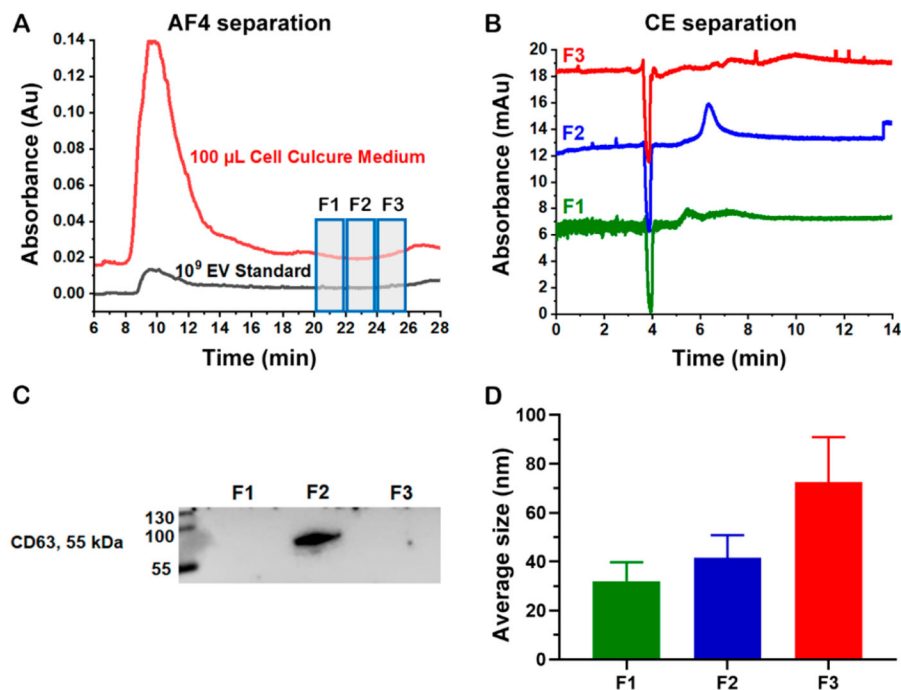 A
AF4 separation
Absorbance (Au)
0.14
0.12
0.10
0.08
0.06
0.04
0.02
0.00
100 µL Cell Culcure Medium
F1 F2 F3
10⁹ EV Standard
6 8 10 12 14 16 18 20 22 24 26 28
Time (min)
B
CE separation
Absorbance (mAu)
20
18
16
14
12
10
8
6
4
2
0
F3
F2
F1
0 2 4 6 8 10 12 14
Time (min)
C
F1 F2 F3
CD63, 55 kDa
130
100
55
D
Average size (nm)
100
80
60
40
20
0
F1 F2 F3